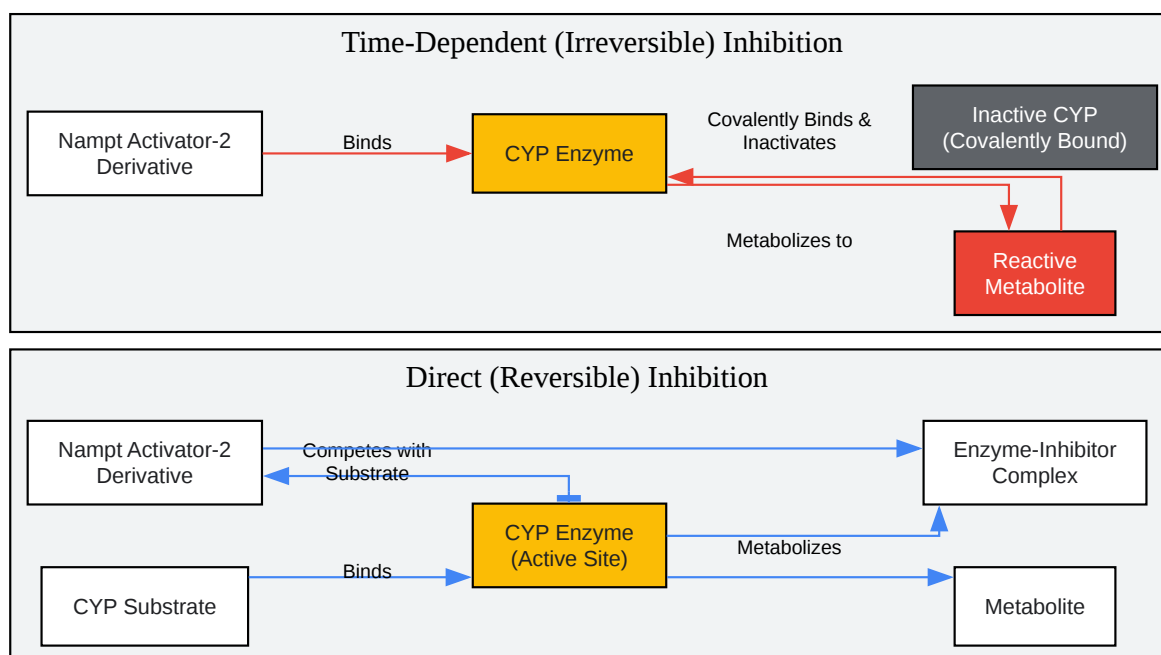 Time-Dependent (Irreversible) Inhibition
Nampt Activator-2
Derivative
Binds
CYP Enzyme
Covalently Binds &
Inactivates
Inactive CYP
(Covalently Bound)
Metabolizes to
Reactive
Metabolite
Direct (Reversible) Inhibition
Nampt Activator-2
Derivative
Competes with
Substrate
Enzyme-Inhibitor
Complex
CYP Enzyme
(Active Site)
Metabolizes
CYP Substrate
Binds
Metabolite